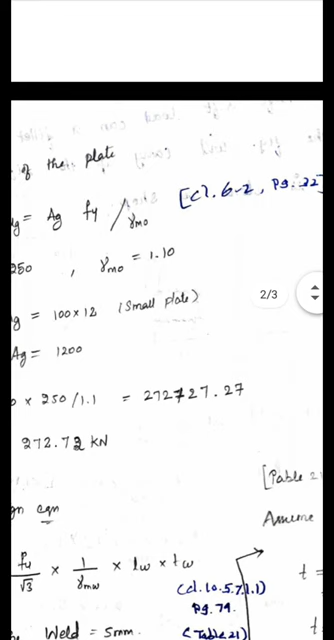 of the plate
g = Ag fy / γmo [cl. 6-2, Pg. 32]
250 , γmo = 1.10
g = 100 × 12 (Small plate)
2/3
Ag = 1200
× 250 / 1.1 = 272727.27
272.72 kN
gn eqn
Assume
fu/√3 × 1/γmw × lw × tw
t =
(cl. 10.5.7.1.1)
Pg. 79.
Weld = 5mm. (Table 21)
t